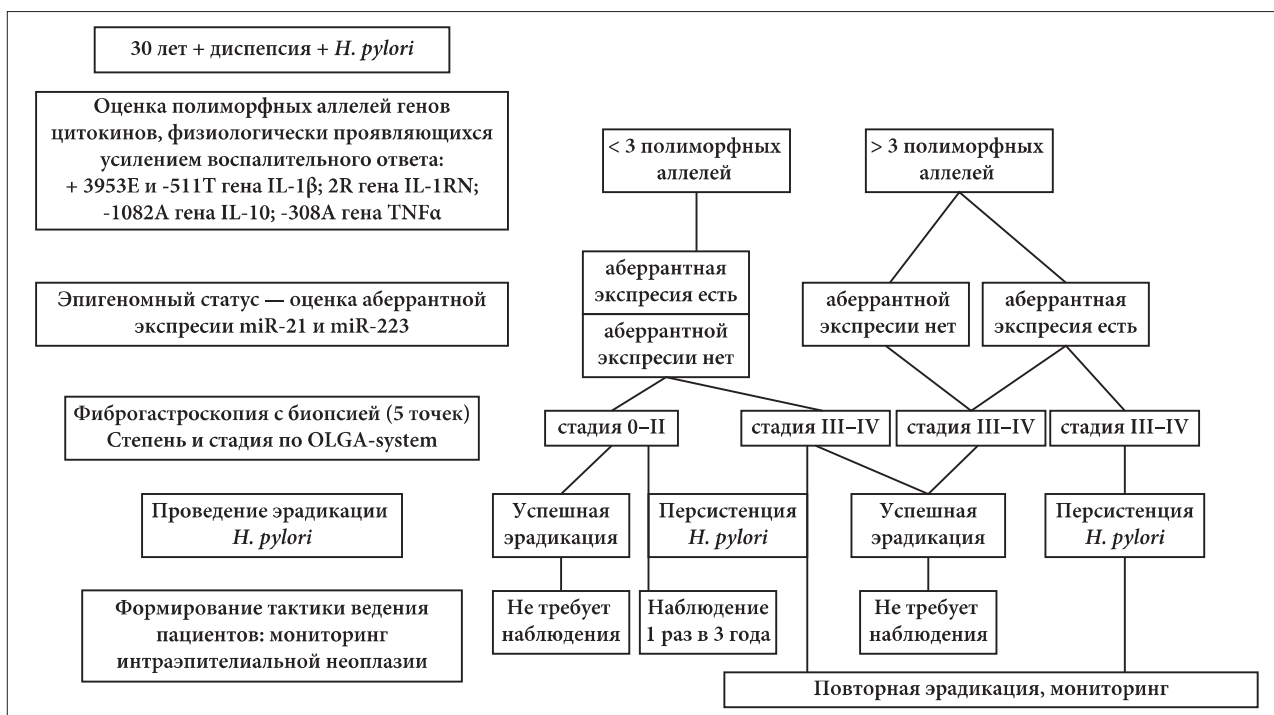 30 лет + диспепсия + H. pylori
Оценка полиморфных аллелей генов
цитокинов, физиологически проявляющихся
усилением воспалительного ответа:
+ 3953E и -511T гена IL-1β; 2R гена IL-1RN;
-1082A гена IL-10; -308A гена TNFα
< 3 полиморфных
аллелей
> 3 полиморфных
аллелей
Эпигеномный статус — оценка аберрантной
экспресии miR-21 и miR-223
аберрантная
экспресия есть
аберрантной
экспресии нет
аберрантной
экспресии нет
аберрантная
экспресия есть
Фиброгастроскопия с биопсией (5 точек)
Степень и стадия по OLGA-system
стадия 0–II
стадия III–IV
стадия III–IV
стадия III–IV
Проведение эрадикации
H. pylori
Успешная
эрадикация
Персистенция
H. pylori
Успешная
эрадикация
Персистенция
H. pylori
Формирование тактики ведения
пациентов: мониторинг
интраэпителиальной неоплазии
Не требует
наблюдения
Наблюдение
1 раз в 3 года
Не требует
наблюдения
Повторная эрадикация, мониторинг